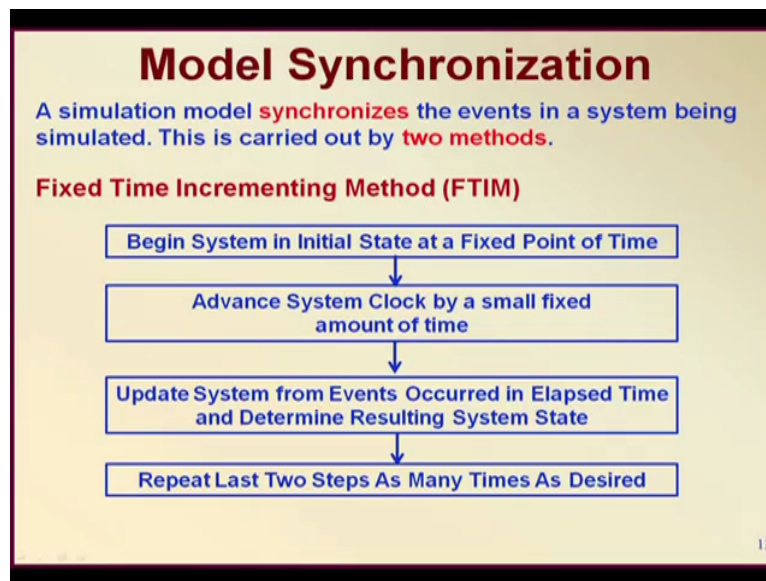 Model Synchronization
A simulation model synchronizes the events in a system being
simulated. This is carried out by two methods.
Fixed Time Incrementing Method (FTIM)
Begin System in Initial State at a Fixed Point of Time
Advance System Clock by a small fixed
amount of time
Update System from Events Occurred in Elapsed Time
and Determine Resulting System State
Repeat Last Two Steps As Many Times As Desired